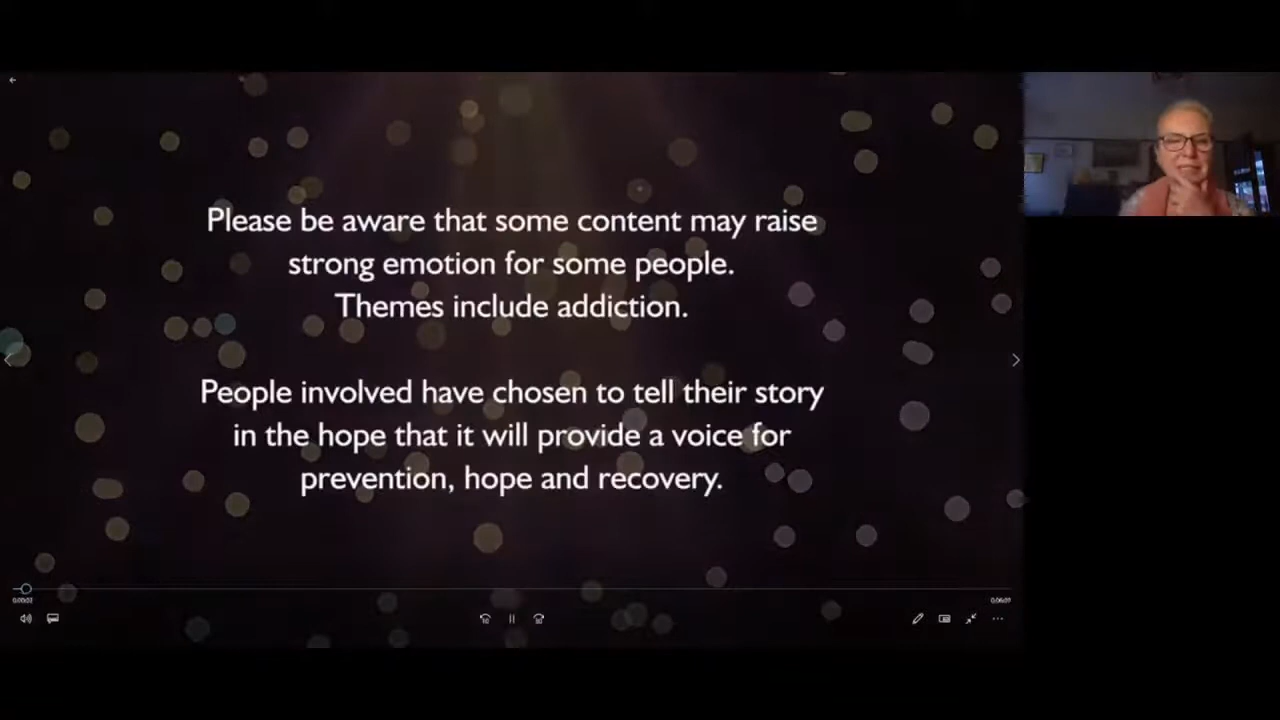 Please be aware that some content may raise
strong emotion for some people.
Themes include addiction.
People involved have chosen to tell their story
in the hope that it will provide a voice for
prevention, hope and recovery.